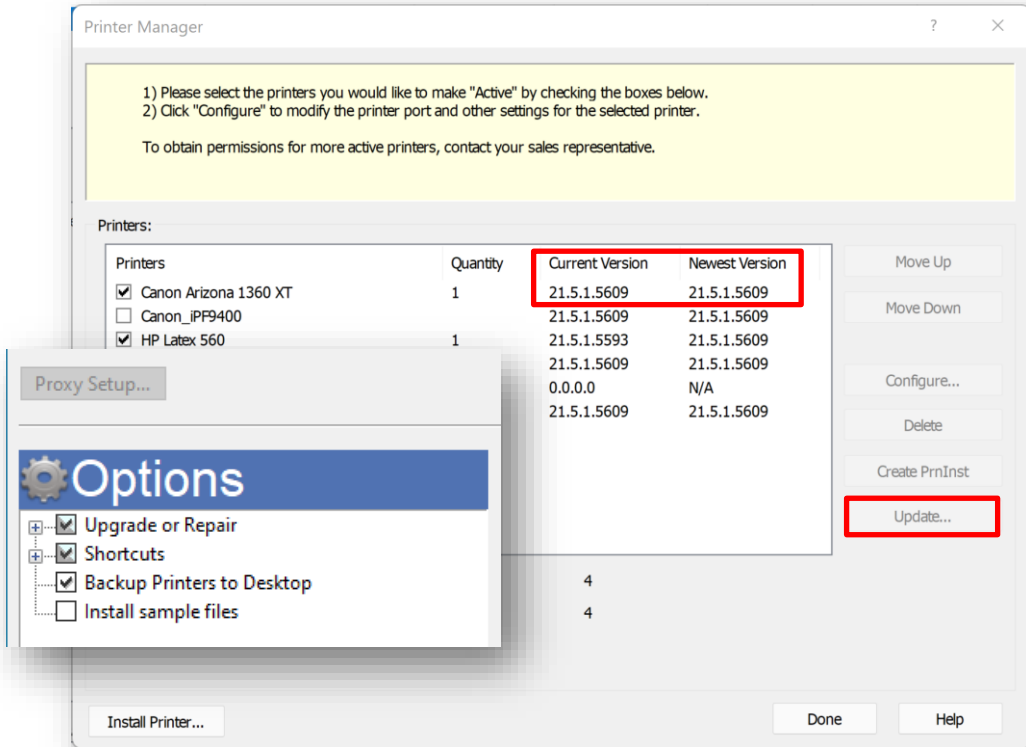 Printer Manager
?
1) Please select the printers you would like to make "Active" by checking the boxes below.
2) Click "Configure" to modify the printer port and other settings for the selected printer.
To obtain permissions for more active printers, contact your sales representative.
Printers:
Printers Quantity Current Version Newest Version
Canon Arizona 1360 XT 1 21.5.1.5609 21.5.1.5609
Canon_iPF9400 21.5.1.5609 21.5.1.5609
HP Latex 560 1 21.5.1.5593 21.5.1.5609
21.5.1.5609 21.5.1.5609
0.0.0.0 N/A
21.5.1.5609 21.5.1.5609
4
4
Move Up
Move Down
Configure...
Delete
Create PrnInst
Update...
Proxy Setup...
Options
Upgrade or Repair
Shortcuts
Backup Printers to Desktop
Install sample files
Install Printer...
Done
Help